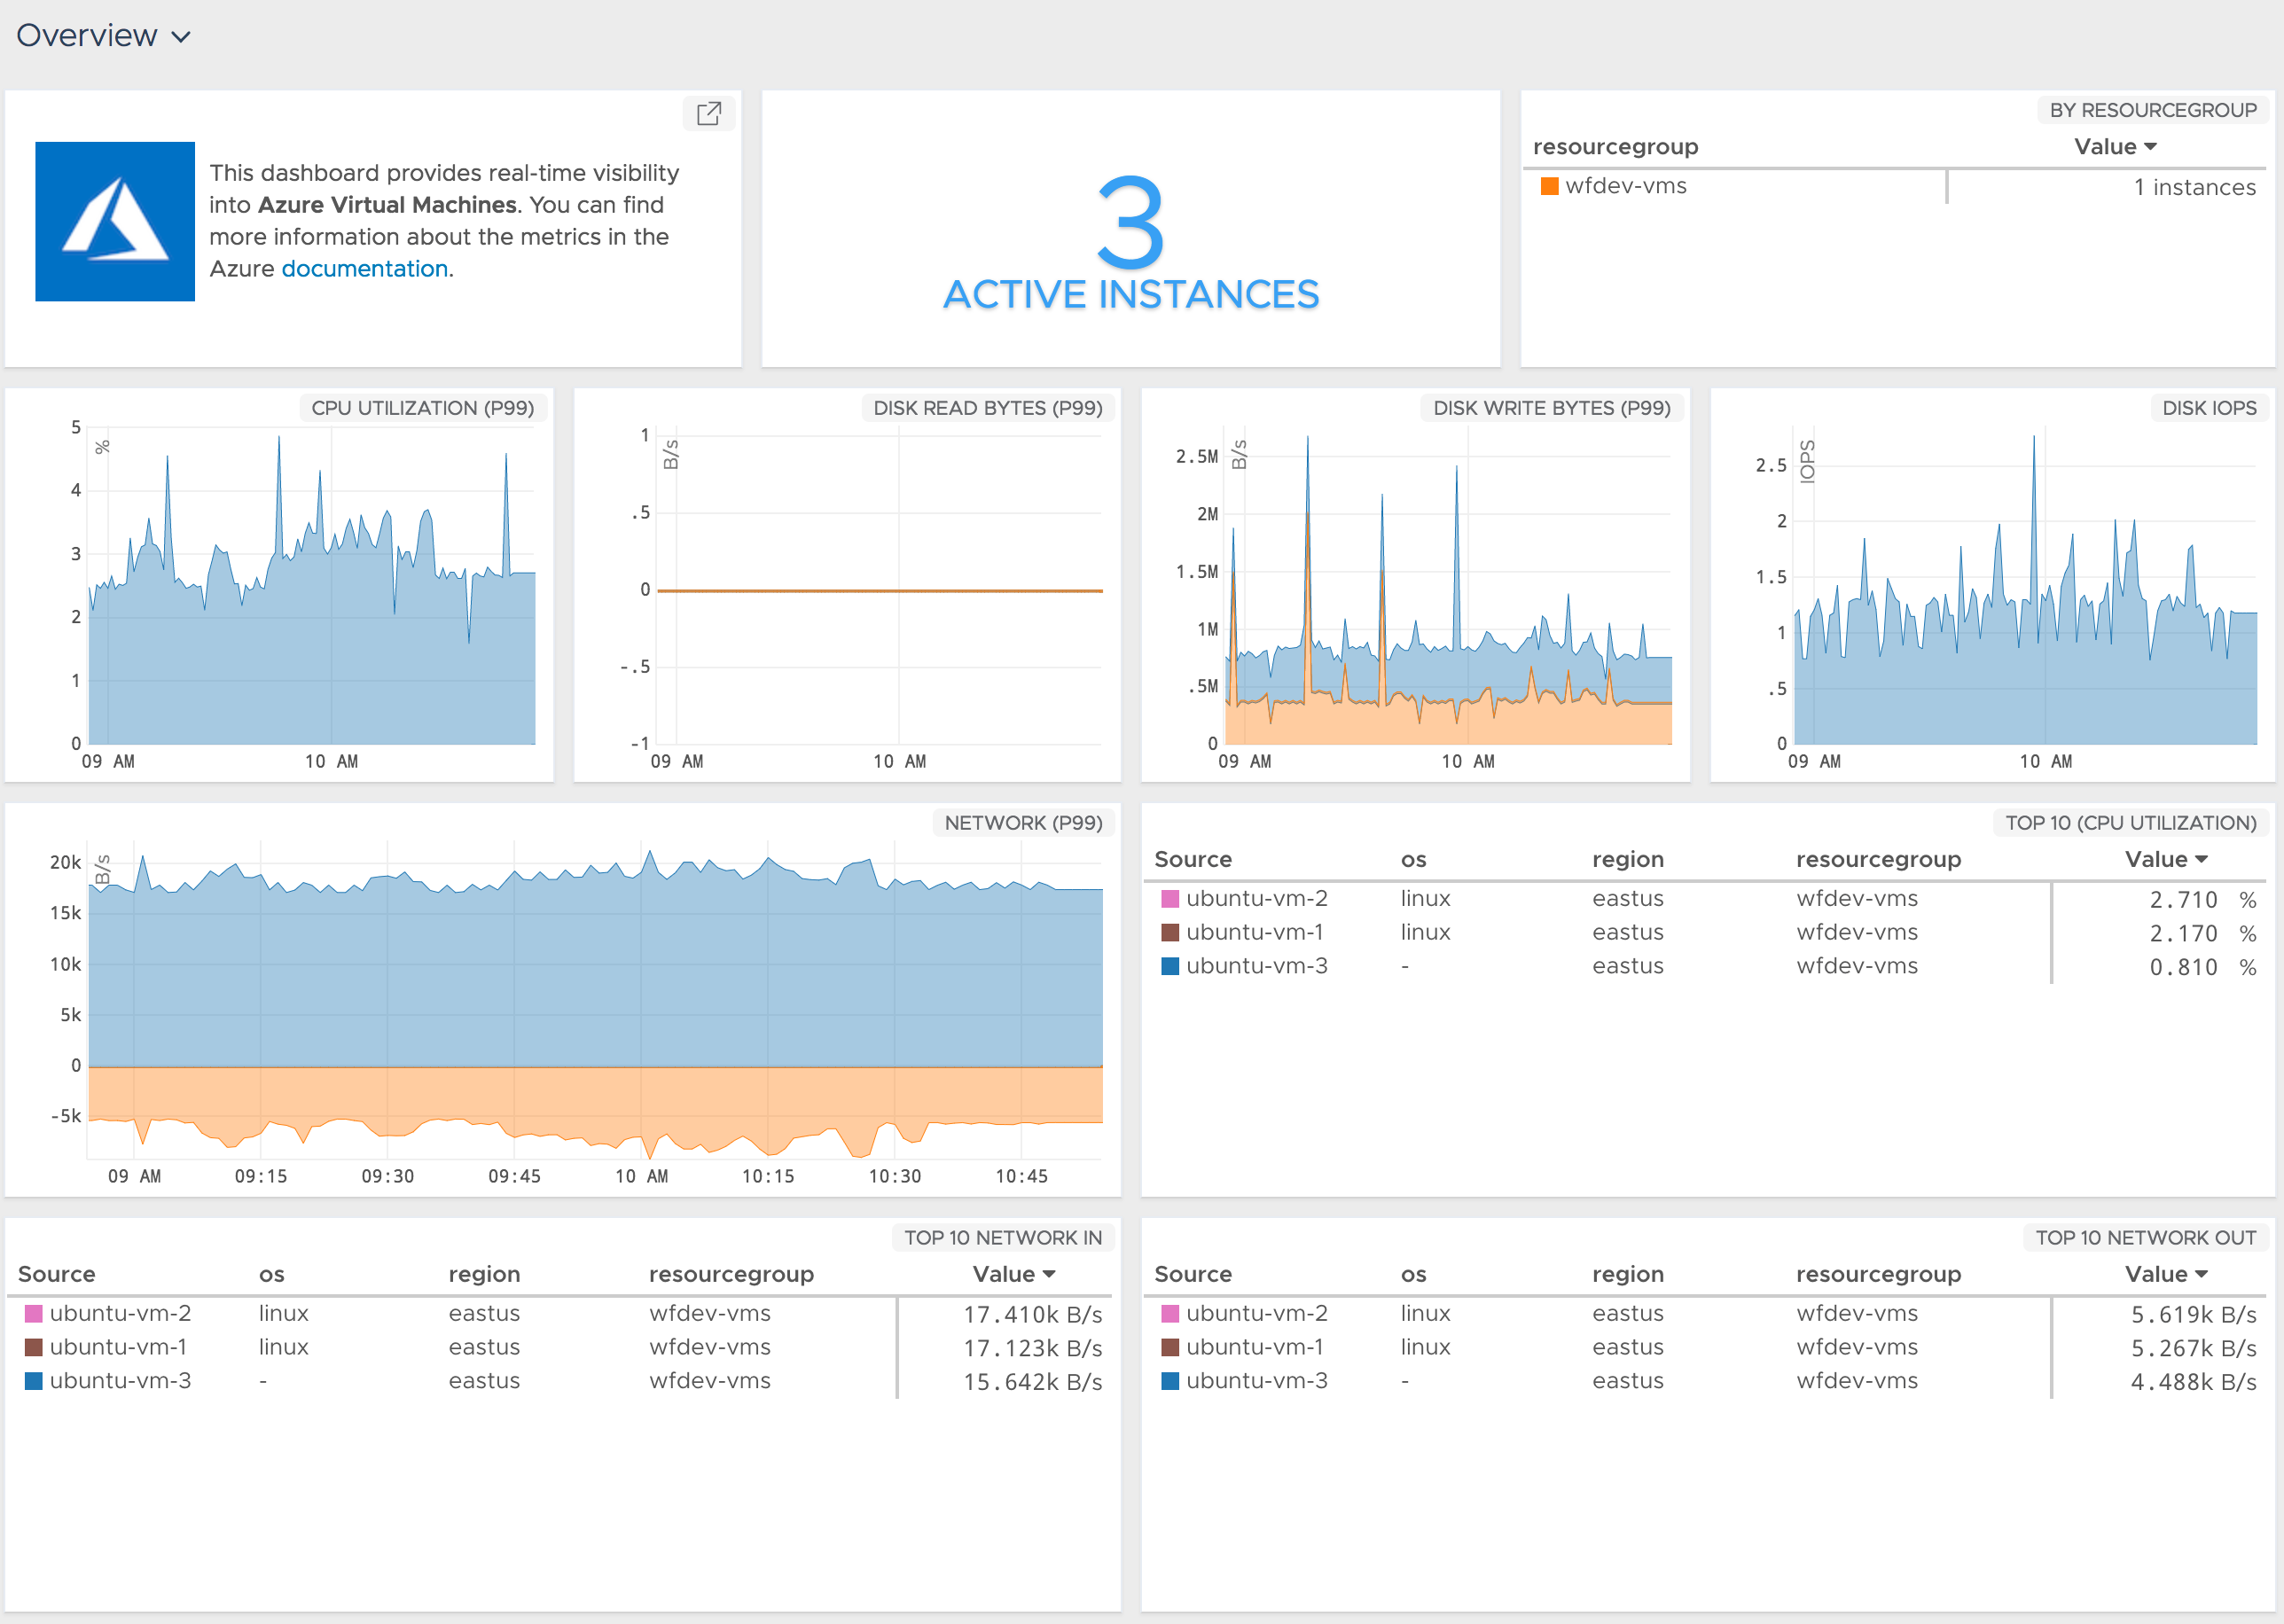 Overview
This dashboard provides real-time visibility
into Azure Virtual Machines. You can find
more information about the metrics in the
Azure documentation.
3
ACTIVE INSTANCES
BY RESOURCEGROUP
resourcegroup Value
wfdev-vms 1 instances
CPU UTILIZATION (P99)
%
5
4
3
2
1
0
09 AM 10 AM
DISK READ BYTES (P99)
B/s
1
.5
0
-.5
-1
09 AM 10 AM
DISK WRITE BYTES (P99)
B/s
2.5M
2M
1.5M
1M
.5M
0
09 AM 10 AM
DISK IOPS
IOPS
2.5
2
1.5
1
.5
0
09 AM 10 AM
NETWORK (P99)
B/s
20k
15k
10k
5k
0
-5k
09 AM 09:15 09:30 09:45 10 AM 10:15 10:30 10:45
TOP 10 (CPU UTILIZATION)
Source os region resourcegroup Value
ubuntu-vm-2 linux eastus wfdev-vms 2.710 %
ubuntu-vm-1 linux eastus wfdev-vms 2.170 %
ubuntu-vm-3 - eastus wfdev-vms 0.810 %
TOP 10 NETWORK IN
Source os region resourcegroup Value
ubuntu-vm-2 linux eastus wfdev-vms 17.410k B/s
ubuntu-vm-1 linux eastus wfdev-vms 17.123k B/s
ubuntu-vm-3 - eastus wfdev-vms 15.642k B/s
TOP 10 NETWORK OUT
Source os region resourcegroup Value
ubuntu-vm-2 linux eastus wfdev-vms 5.619k B/s
ubuntu-vm-1 linux eastus wfdev-vms 5.267k B/s
ubuntu-vm-3 - eastus wfdev-vms 4.488k B/s